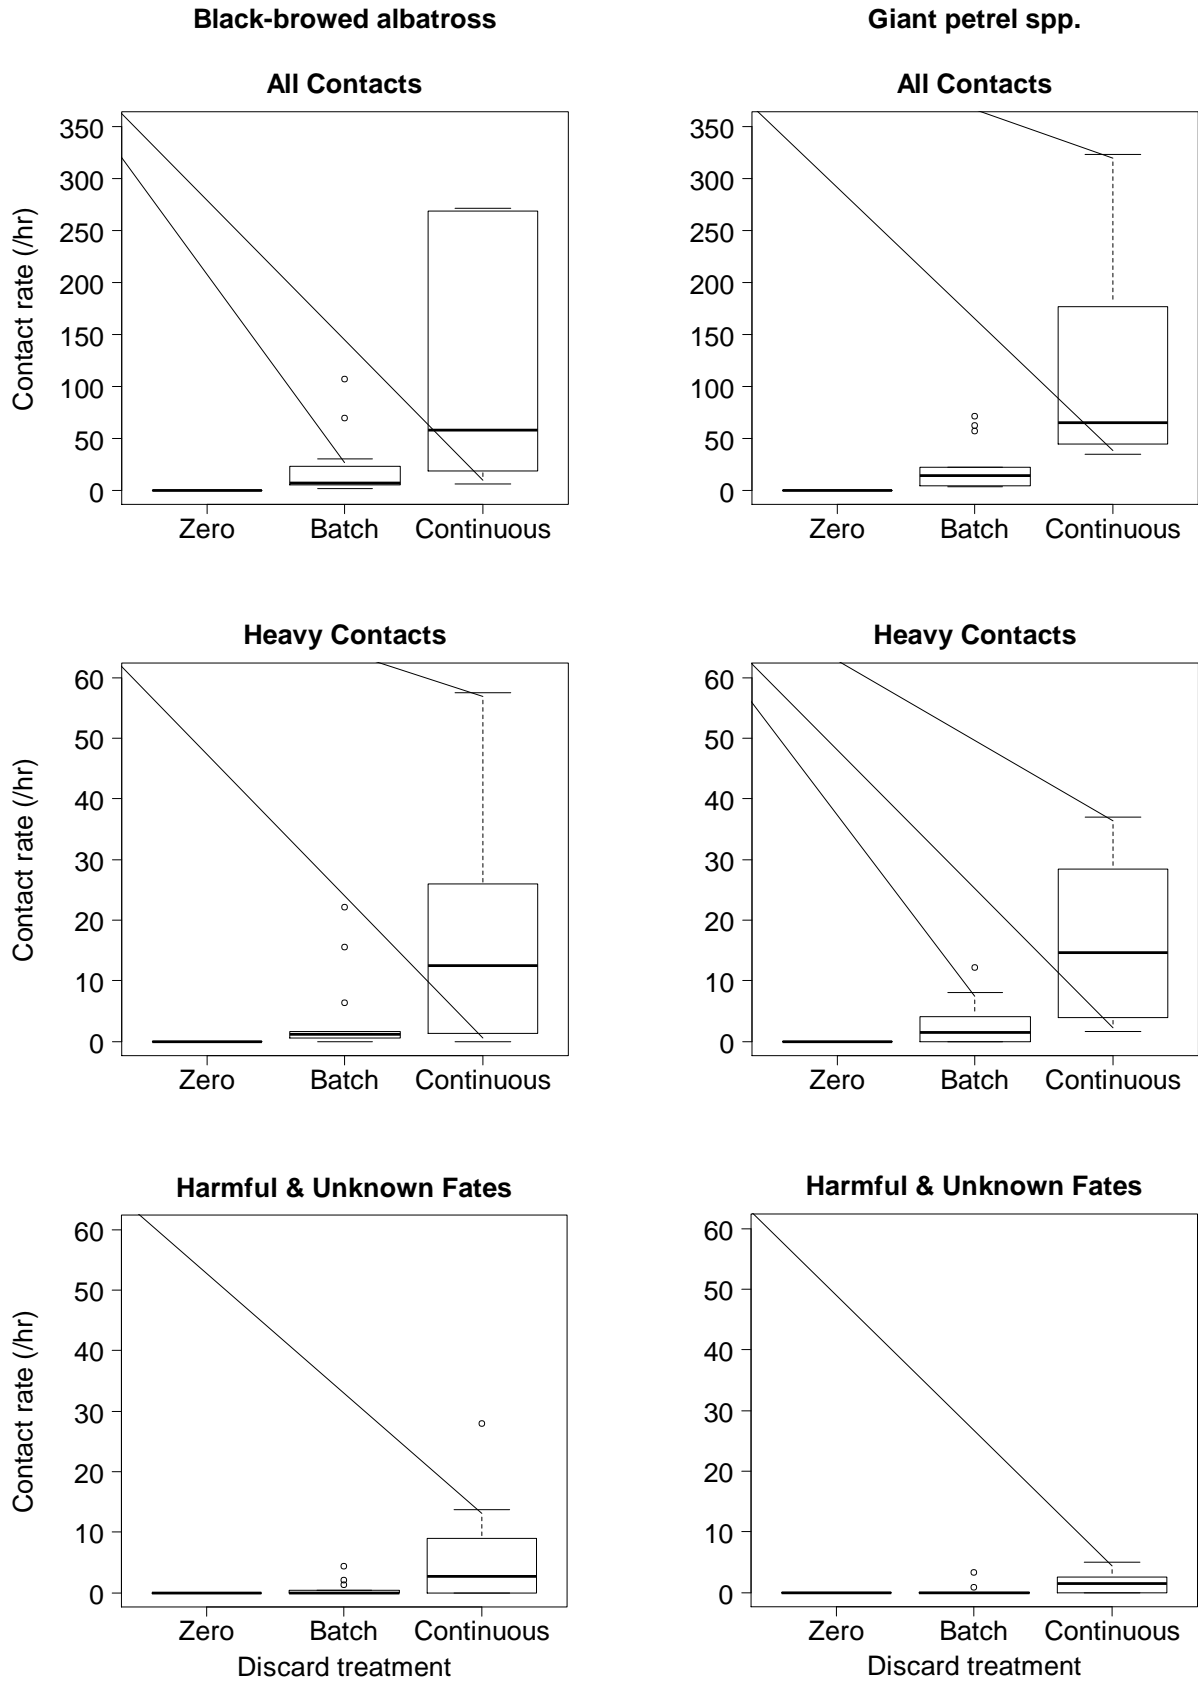 Black-browed albatross
Giant petrel spp.
All Contacts
All Contacts
Contact rate (/hr)
350
300
250
200
150
100
50
0
Zero Batch Continuous
350
300
250
200
150
100
50
0
Zero Batch Continuous
Heavy Contacts
Heavy Contacts
Contact rate (/hr)
60
50
40
30
20
10
0
Zero Batch Continuous
60
50
40
30
20
10
0
Zero Batch Continuous
Harmful & Unknown Fates
Harmful & Unknown Fates
Contact rate (/hr)
60
50
40
30
20
10
0
Zero Batch Continuous
Discard treatment
60
50
40
30
20
10
0
Zero Batch Continuous
Discard treatment